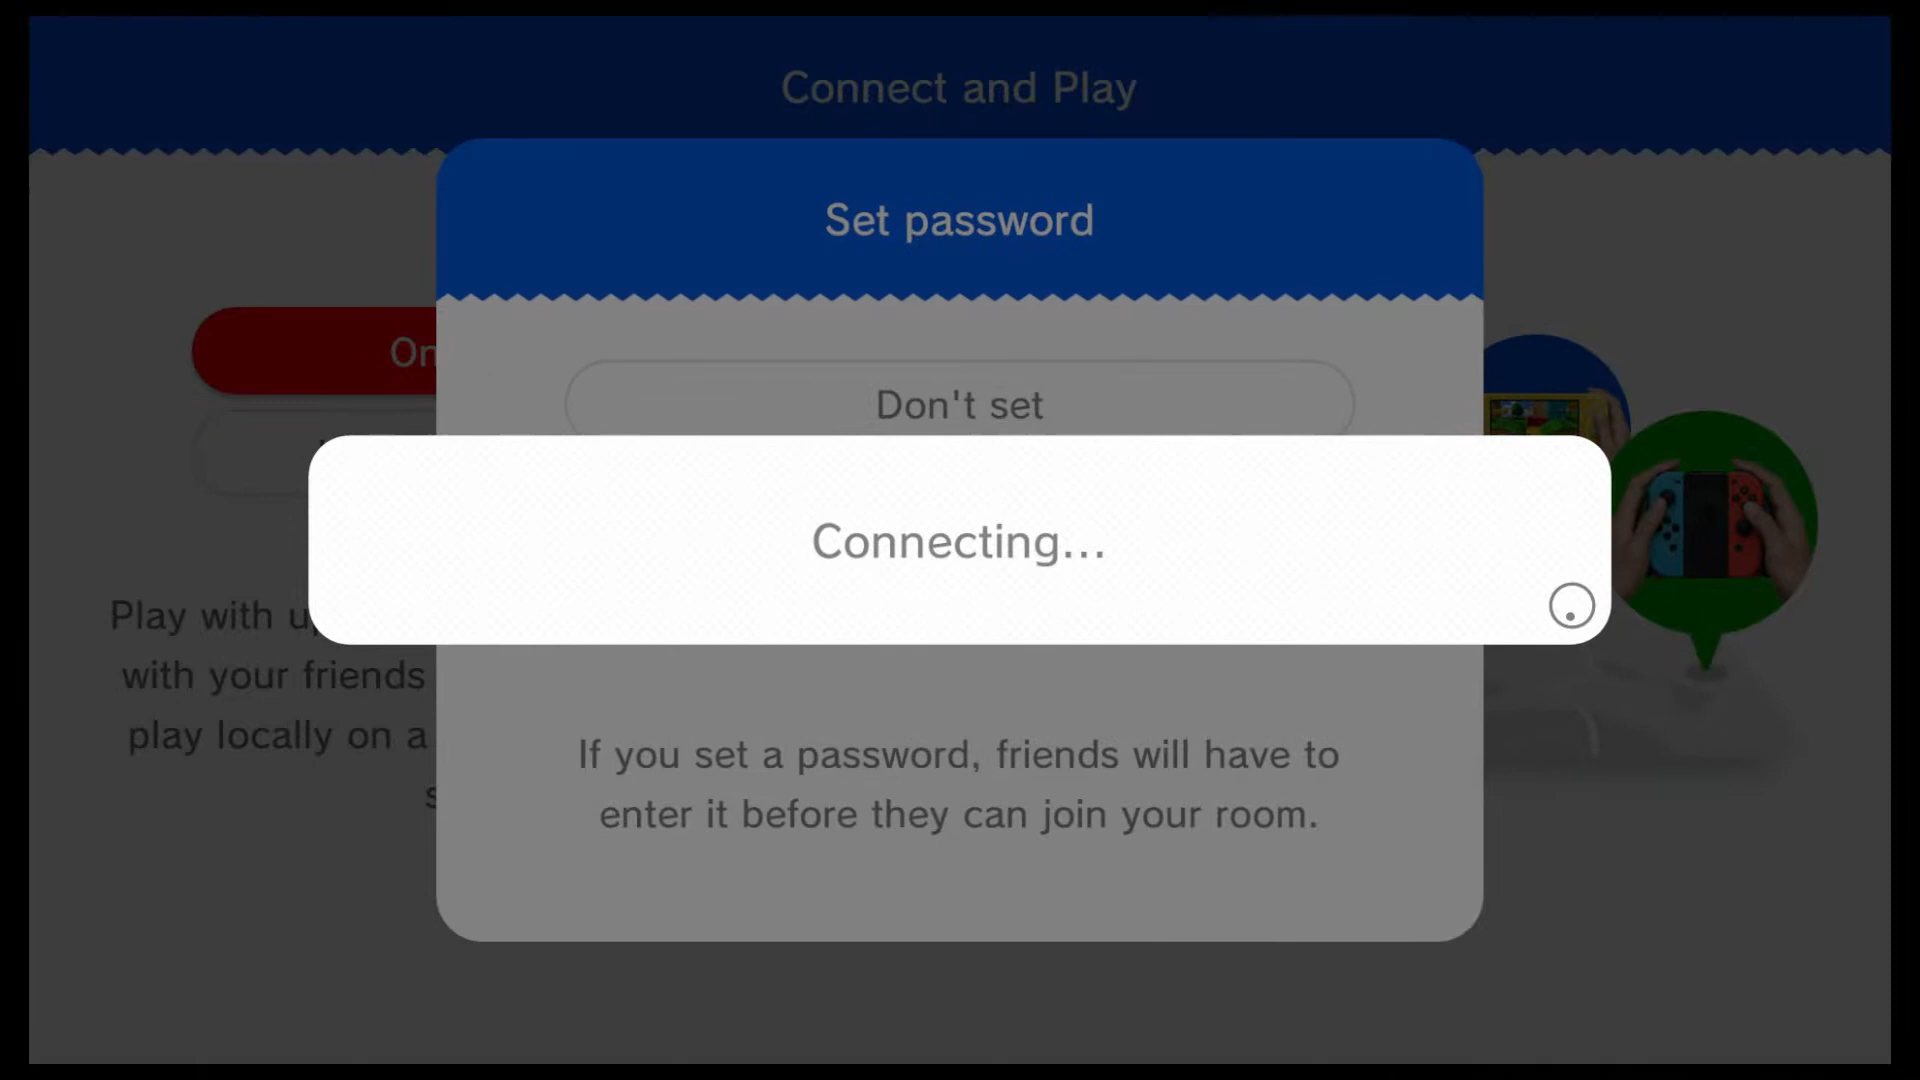 Connect and Play
Set password
On
Don't set
Connecting...
Play with
with your friends
play locally on a
If you set a password, friends will have to
enter it before they can join your room.